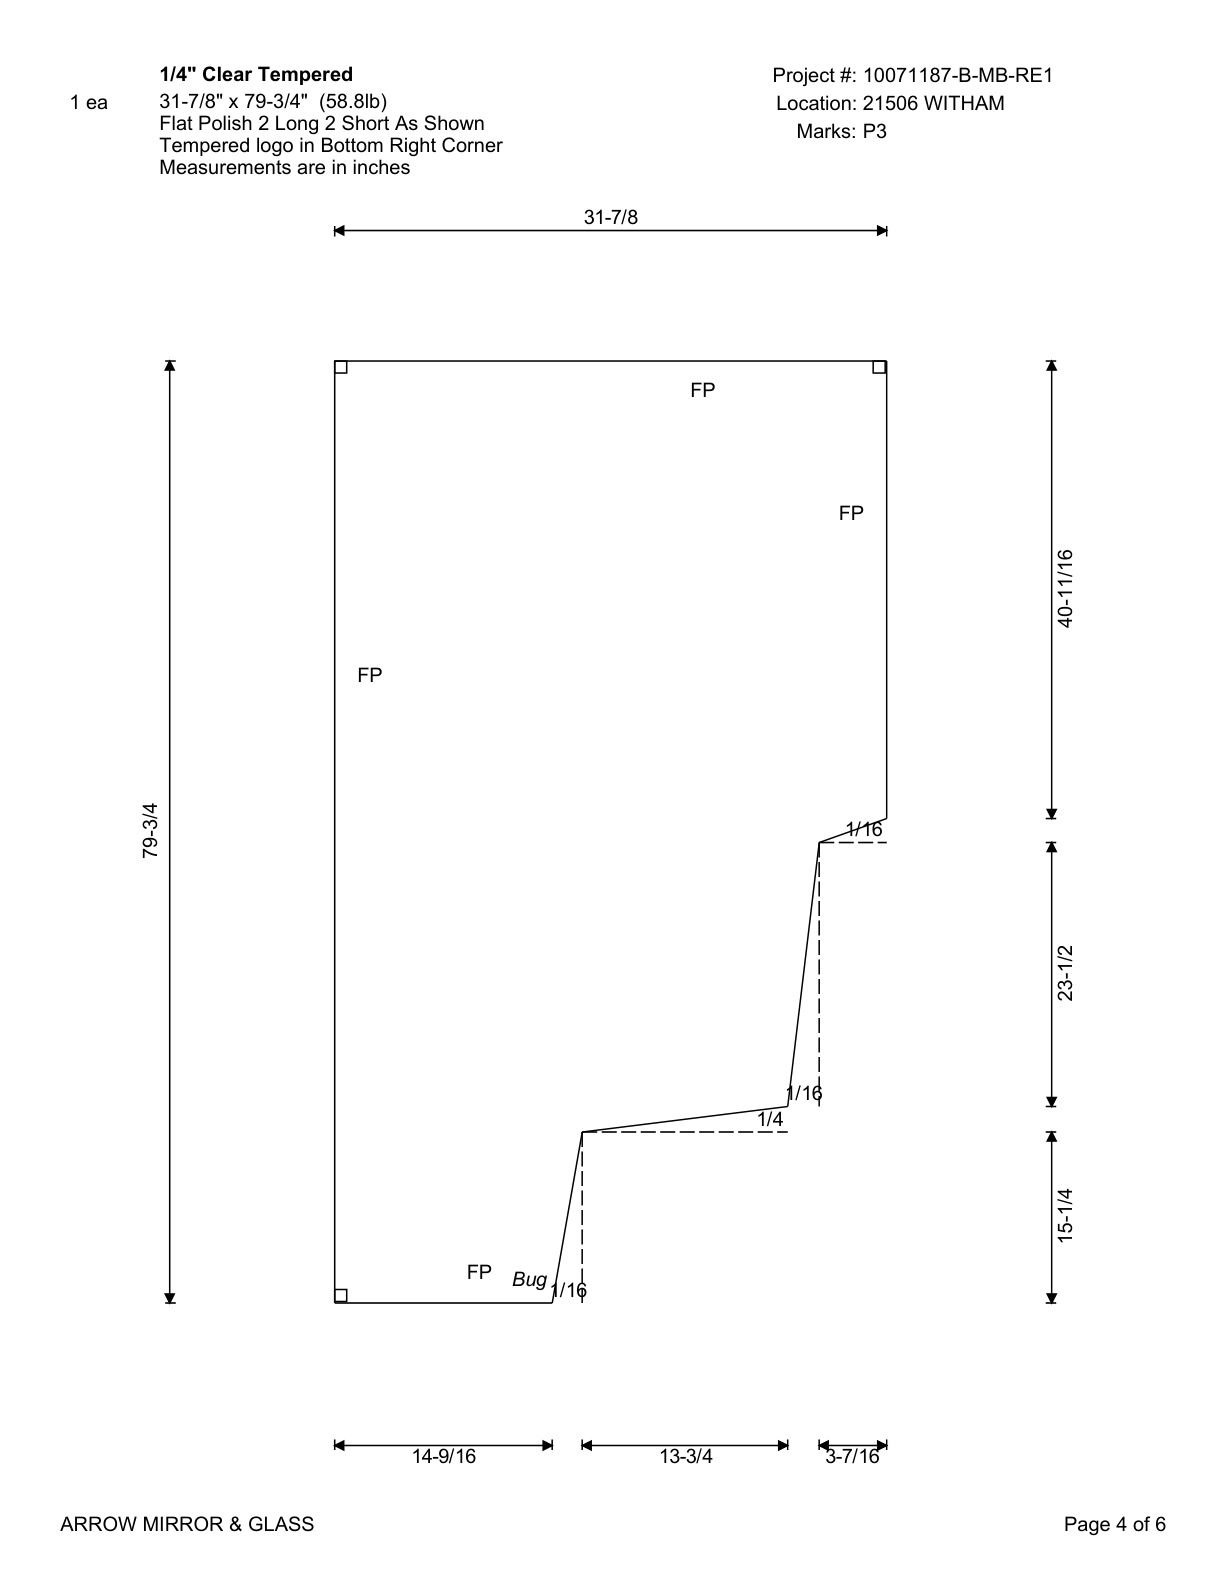 1/4" Clear Tempered
1 ea
31-7/8" x 79-3/4" (58.8lb)
Flat Polish 2 Long 2 Short As Shown
Tempered logo in Bottom Right Corner
Measurements are in inches
Project #: 10071187-B-MB-RE1
Location: 21506 WITHAM
Marks: P3
31-7/8
FP
FP
40-11/16
FP
79-3/4
1/16
23-1/2
1/16
1/4
15-1/4
FP
Bug
1/16
14-9/16
13-3/4
3-7/16
ARROW MIRROR & GLASS
Page 4 of 6